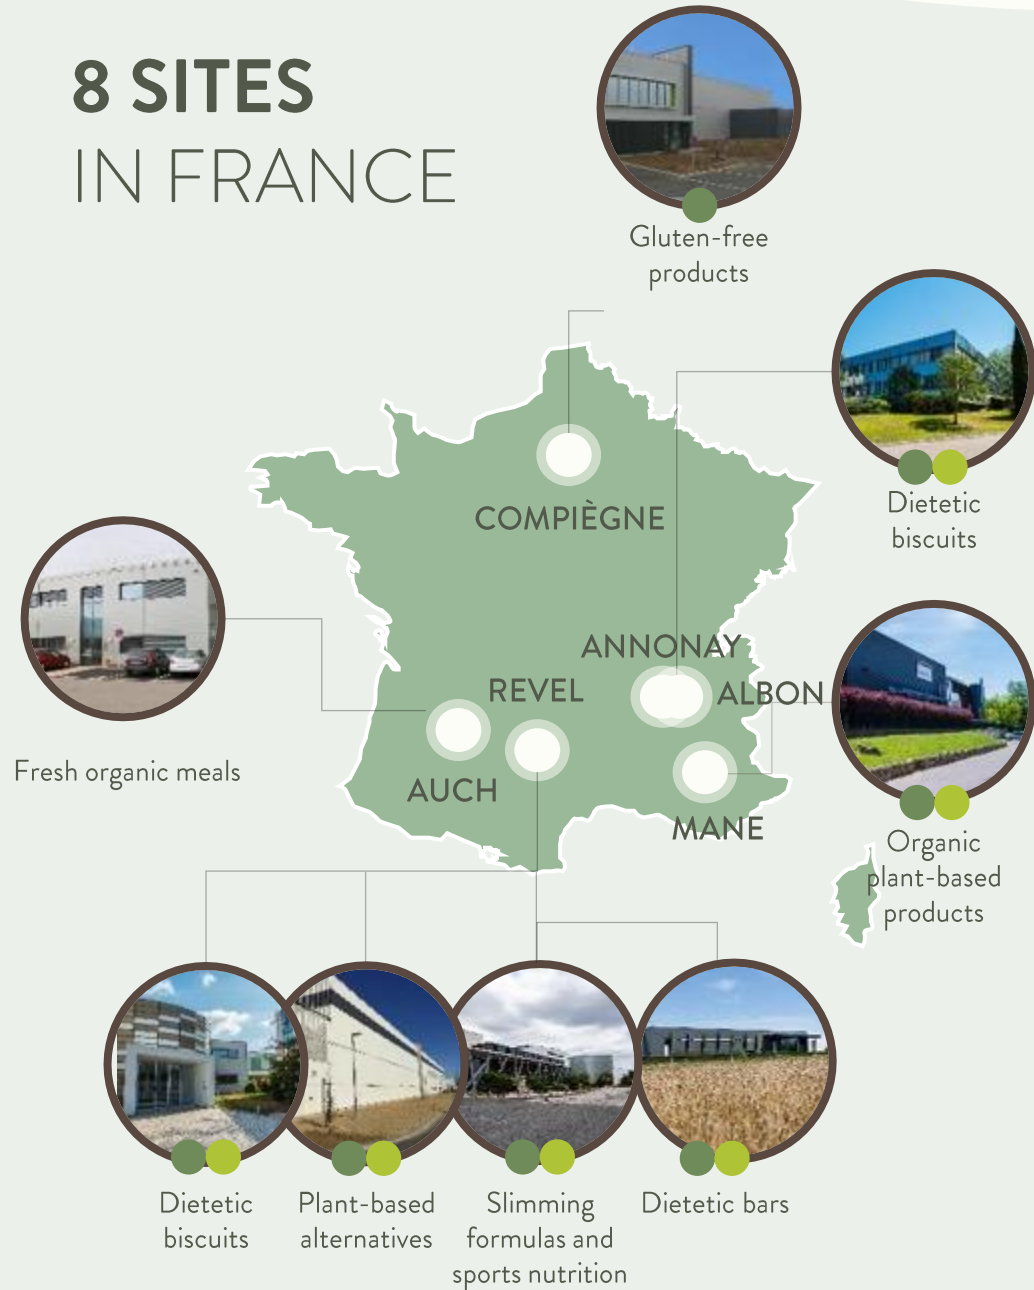 8 SITES
IN FRANCE
Gluten-free
products
Dietetic
biscuits
COMPIÈGNE
ANNONAY
REVEL
ALBON
Fresh organic meals
AUCH
MANE
Organic
plant-based
products
Dietetic
biscuits
Plant-based
alternatives
Slimming
formulas and
sports nutrition
Dietetic bars